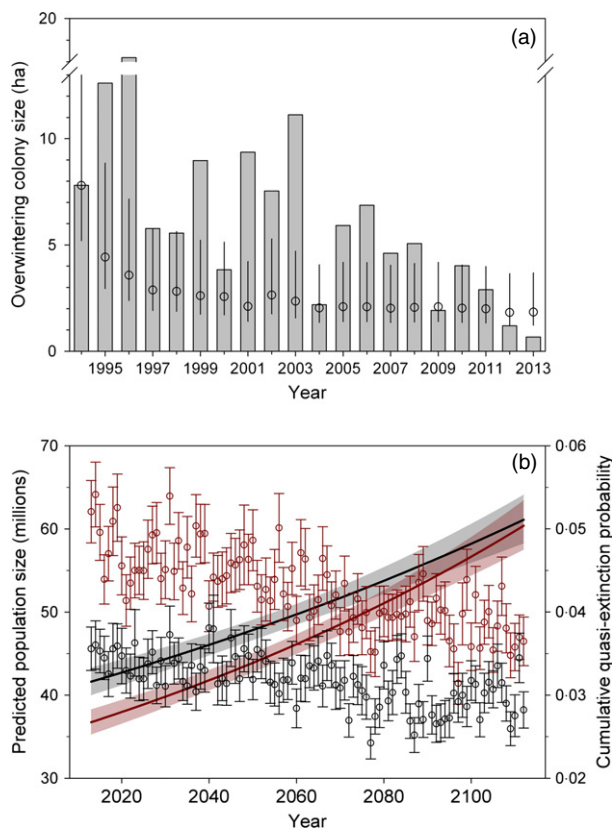 20
(a)
10
5
0
Overwintering colony size (ha)
1995 1997 1999 2001 2003 2005 2007 2009 2011 2013
Year
70
60
50
40
30
Predicted population size (millions)
(b)
0·06
0·05
0·04
0·03
0·02
Cumulative quasi-extinction probability
2020 2040 2060 2080 2100
Year